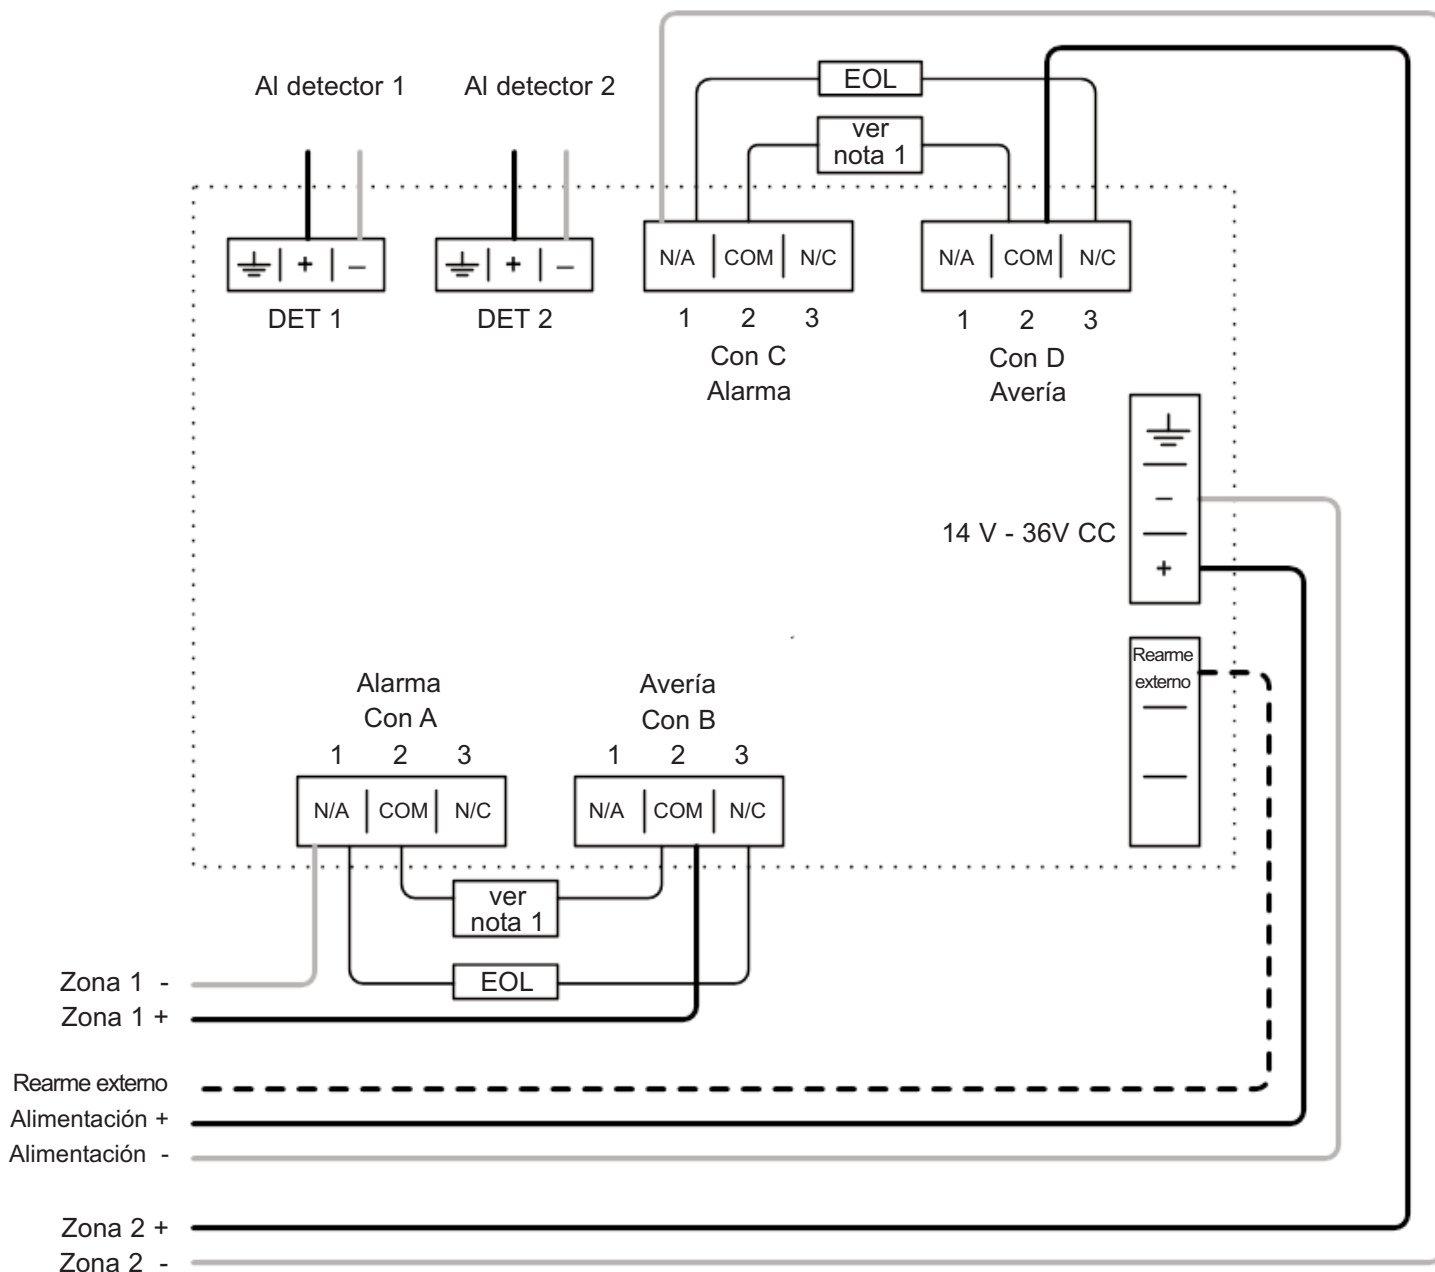 Al detector 1
Al detector 2
EOL
ver
nota 1
+ −
+ −
N/A COM N/C
N/A COM N/C
DET 1
DET 2
1 2 3
1 2 3
Con C
Alarma
Con D
Avería
−
14 V - 36V CC
+
Rearme
externo
Alarma
Con A
Avería
Con B
1 2 3
1 2 3
N/A COM N/C
N/A COM N/C
ver
nota 1
EOL
Zona 1 -
Zona 1 +
Rearme externo
Alimentación +
Alimentación -
Zona 2 +
Zona 2 -